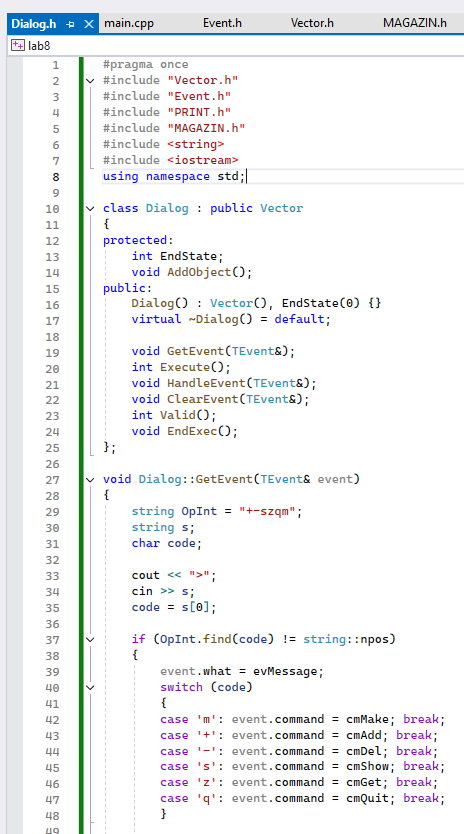 Dialog.h main.cpp Event.h Vector.h MAGAZIN.h
lab8
1 #pragma once
2 #include "Vector.h"
3 #include "Event.h"
4 #include "PRINT.h"
5 #include "MAGAZIN.h"
6 #include <string>
7 #include <iostream>
8 using namespace std;
9
10 class Dialog : public Vector
11 {
12 protected:
13 int EndState;
14 void AddObject();
15 public:
16 Dialog() : Vector(), EndState(0) {}
17 virtual ~Dialog() = default;
18
19 void GetEvent(TEvent&);
20 int Execute();
21 void HandleEvent(TEvent&);
22 void ClearEvent(TEvent&);
23 int Valid();
24 void EndExec();
25 };
26
27 void Dialog::GetEvent(TEvent& event)
28 {
29 string OpInt = "+-szqm";
30 string s;
31 char code;
32
33 cout << ">";
34 cin >> s;
35 code = s[0];
36
37 if (OpInt.find(code) != string::npos)
38 {
39 event.what = evMessage;
40 switch (code)
41 {
42 case 'm': event.command = cmMake; break;
43 case '+': event.command = cmAdd; break;
44 case '-': event.command = cmDel; break;
45 case 's': event.command = cmShow; break;
46 case 'z': event.command = cmGet; break;
47 case 'q': event.command = cmQuit; break;
48 }
49